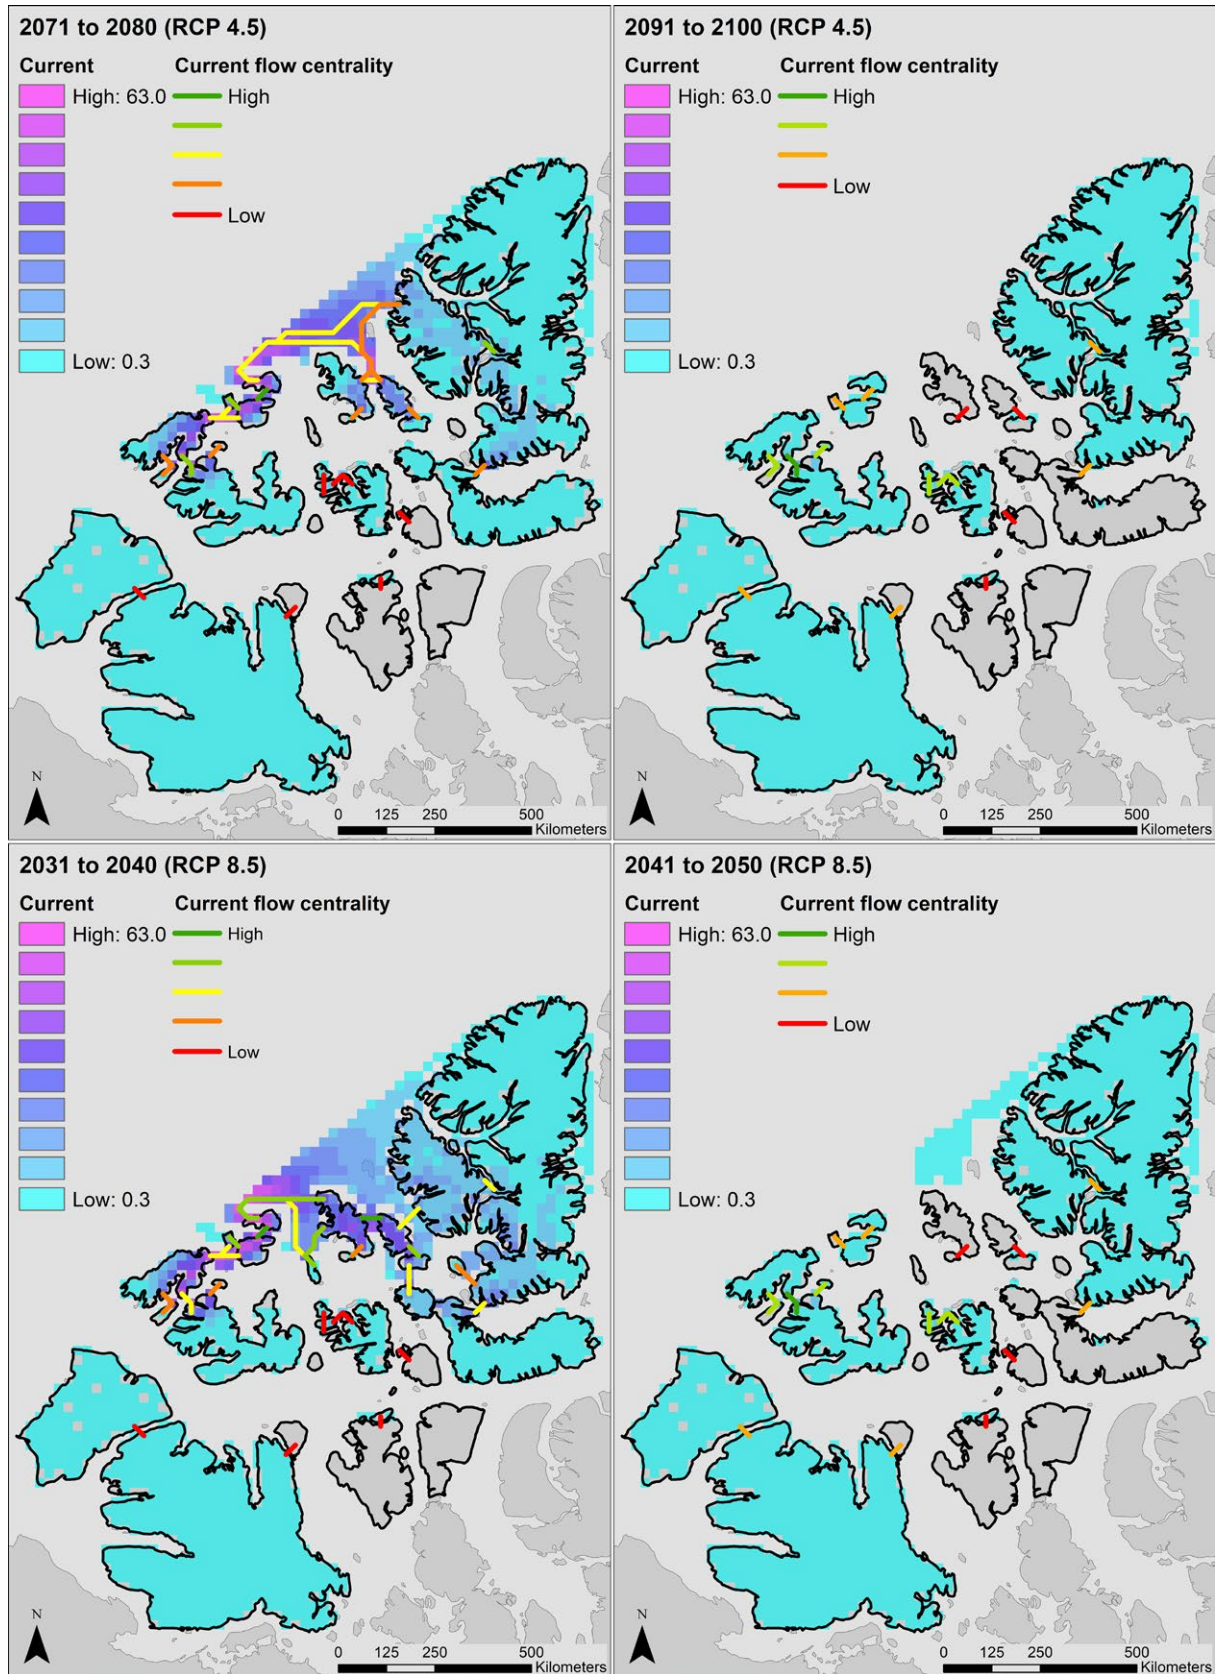 2071 to 2080 (RCP 4.5)
Current Current flow centrality
High: 63.0 High
Low
Low: 0.3
N
0 125 250 500
Kilometers
2091 to 2100 (RCP 4.5)
Current Current flow centrality
High: 63.0 High
Low
Low: 0.3
N
0 125 250 500
Kilometers
2031 to 2040 (RCP 8.5)
Current Current flow centrality
High: 63.0 High
Low
Low: 0.3
N
0 125 250 500
Kilometers
2041 to 2050 (RCP 8.5)
Current Current flow centrality
High: 63.0 High
Low
Low: 0.3
N
0 125 250 500
Kilometers